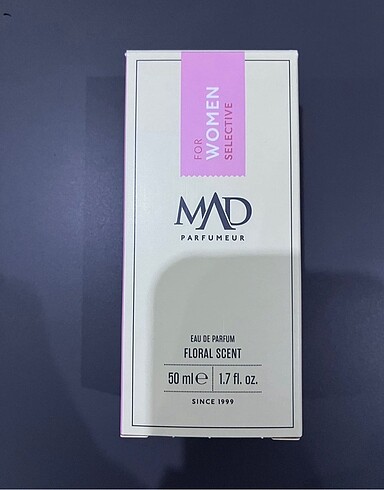 FOR
WOMEN
SELECTIVE
MAD
PARFUMEUR
EAU DE PARFUM
FLORAL SCENT
50 ml ℮ 1.7 fl. oz.
SINCE 1999